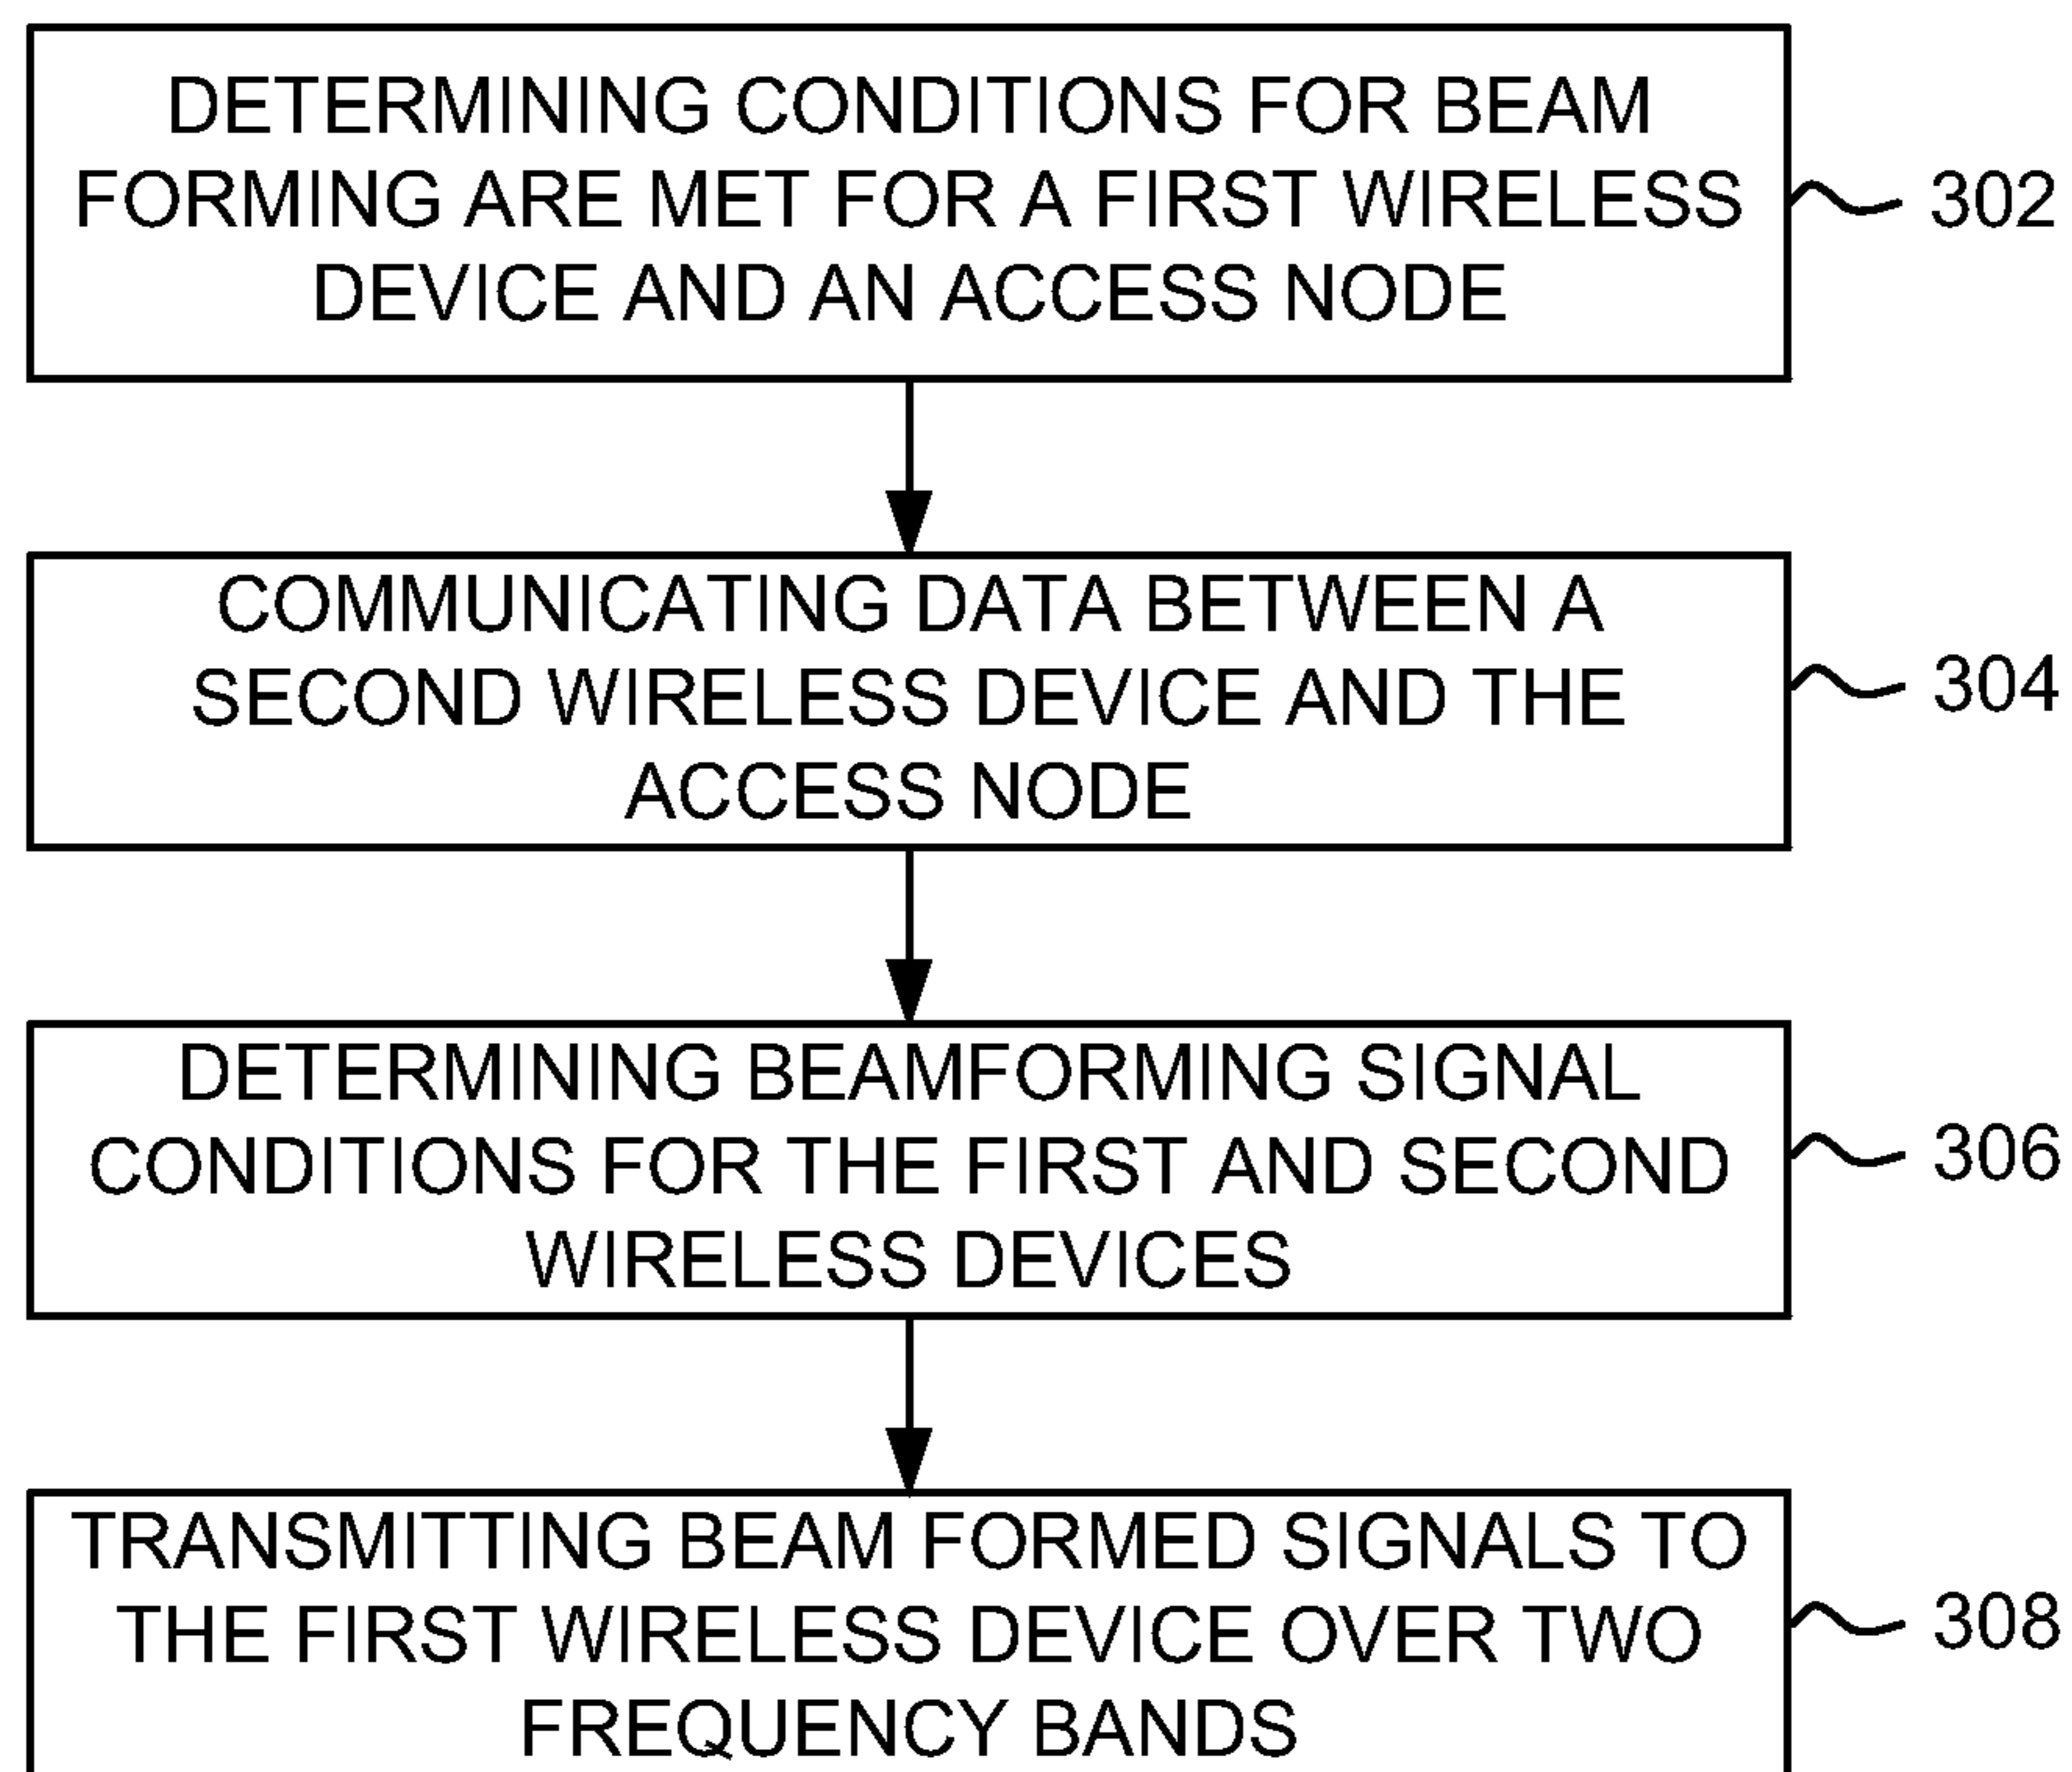 DETERMINING CONDITIONS FOR BEAM
FORMING ARE MET FOR A FIRST WIRELESS
DEVICE AND AN ACCESS NODE
302
COMMUNICATING DATA BETWEEN A
SECOND WIRELESS DEVICE AND THE
ACCESS NODE
304
DETERMINING BEAMFORMING SIGNAL
CONDITIONS FOR THE FIRST AND SECOND
WIRELESS DEVICES
306
TRANSMITTING BEAM FORMED SIGNALS TO
THE FIRST WIRELESS DEVICE OVER TWO
FREQUENCY BANDS
308